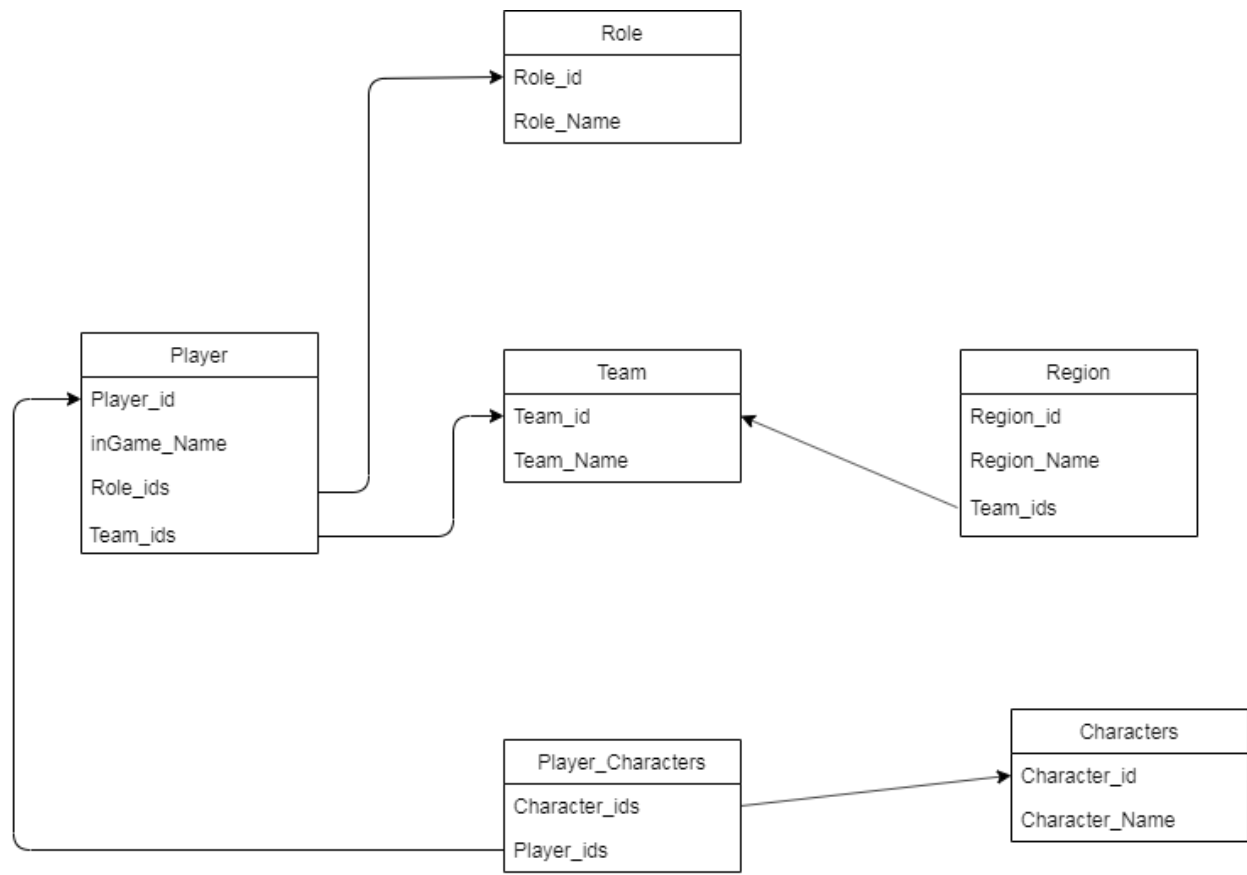 Role
Role_id
Role_Name
Player
Player_id
inGame_Name
Role_ids
Team_ids
Team
Team_id
Team_Name
Region
Region_id
Region_Name
Team_ids
Player_Characters
Character_ids
Player_ids
Characters
Character_id
Character_Name